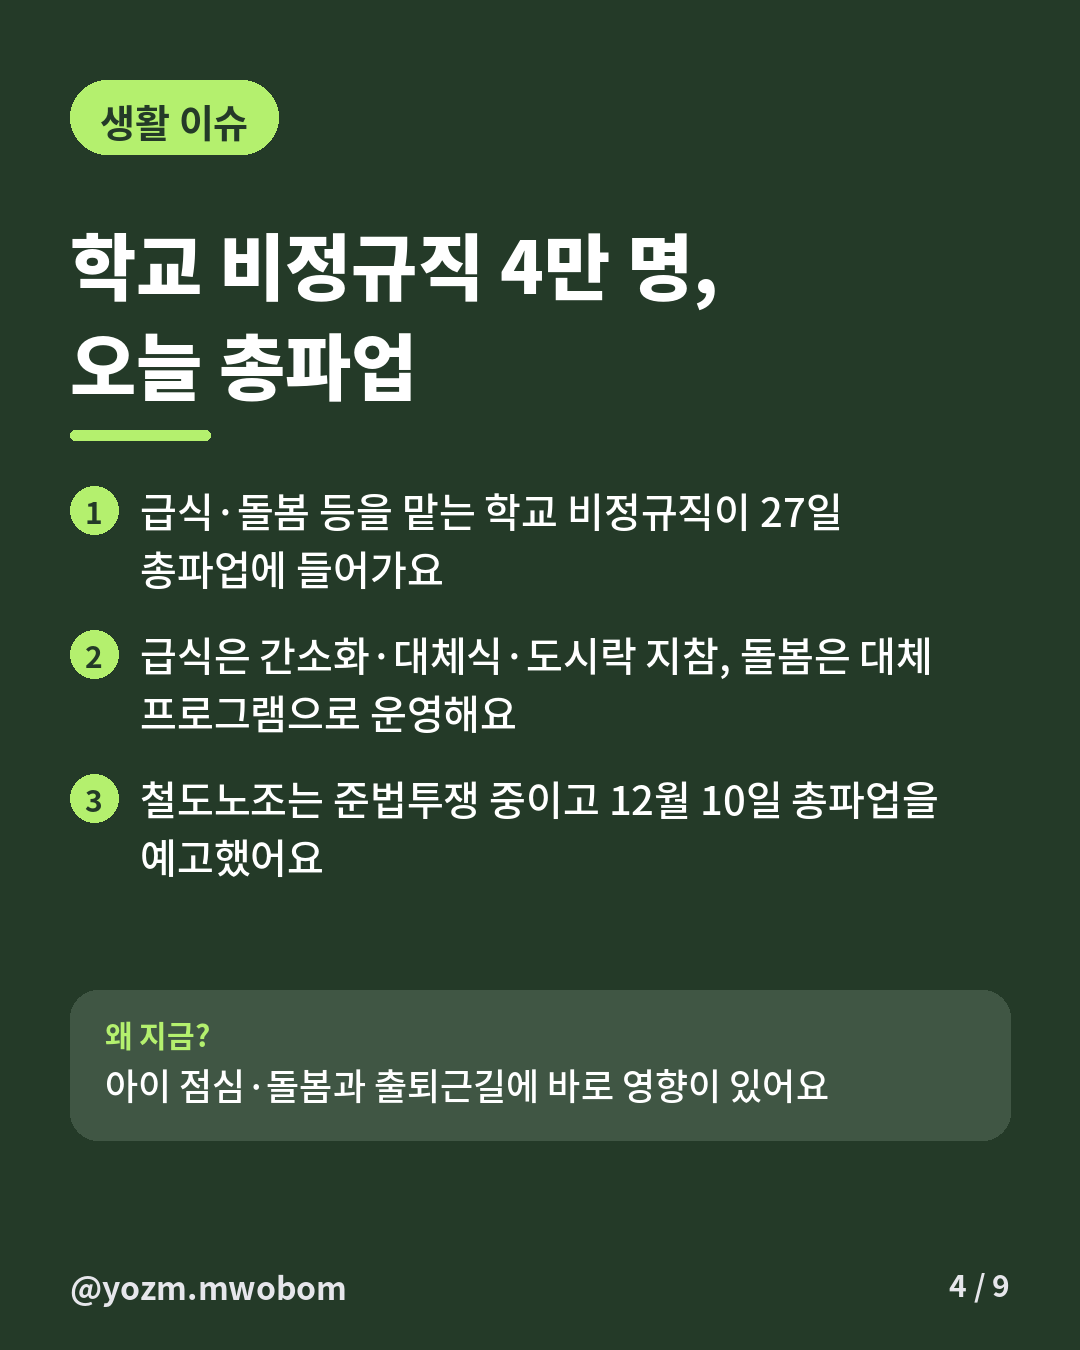 생활 이슈
학교 비정규직 4만 명,
오늘 총파업
1 급식·돌봄 등을 맡는 학교 비정규직이 27일
총파업에 들어가요
2 급식은 간소화·대체식·도시락 지참, 돌봄은 대체
프로그램으로 운영해요
3 철도노조는 준법투쟁 중이고 12월 10일 총파업을
예고했어요
왜 지금?
아이 점심·돌봄과 출퇴근길에 바로 영향이 있어요
@yozm.mwobom
4 / 9